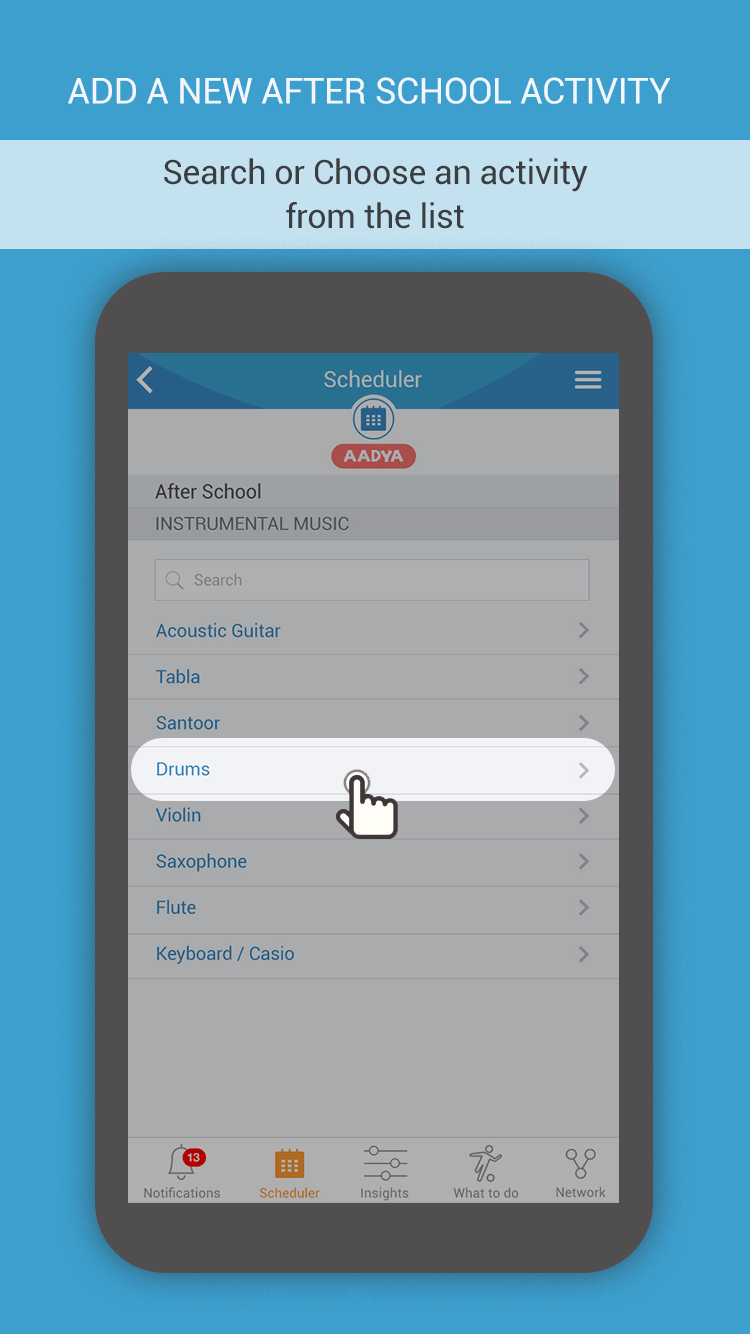 ADD A NEW AFTER SCHOOL ACTIVITY
Search or Choose an activity
from the list
Scheduler
AADYA
After School
INSTRUMENTAL MUSIC
Search
Acoustic Guitar
Tabla
Santoor
Drums
Violin
Saxophone
Flute
Keyboard / Casio
13
Notifications
Scheduler
Insights
What to do
Network